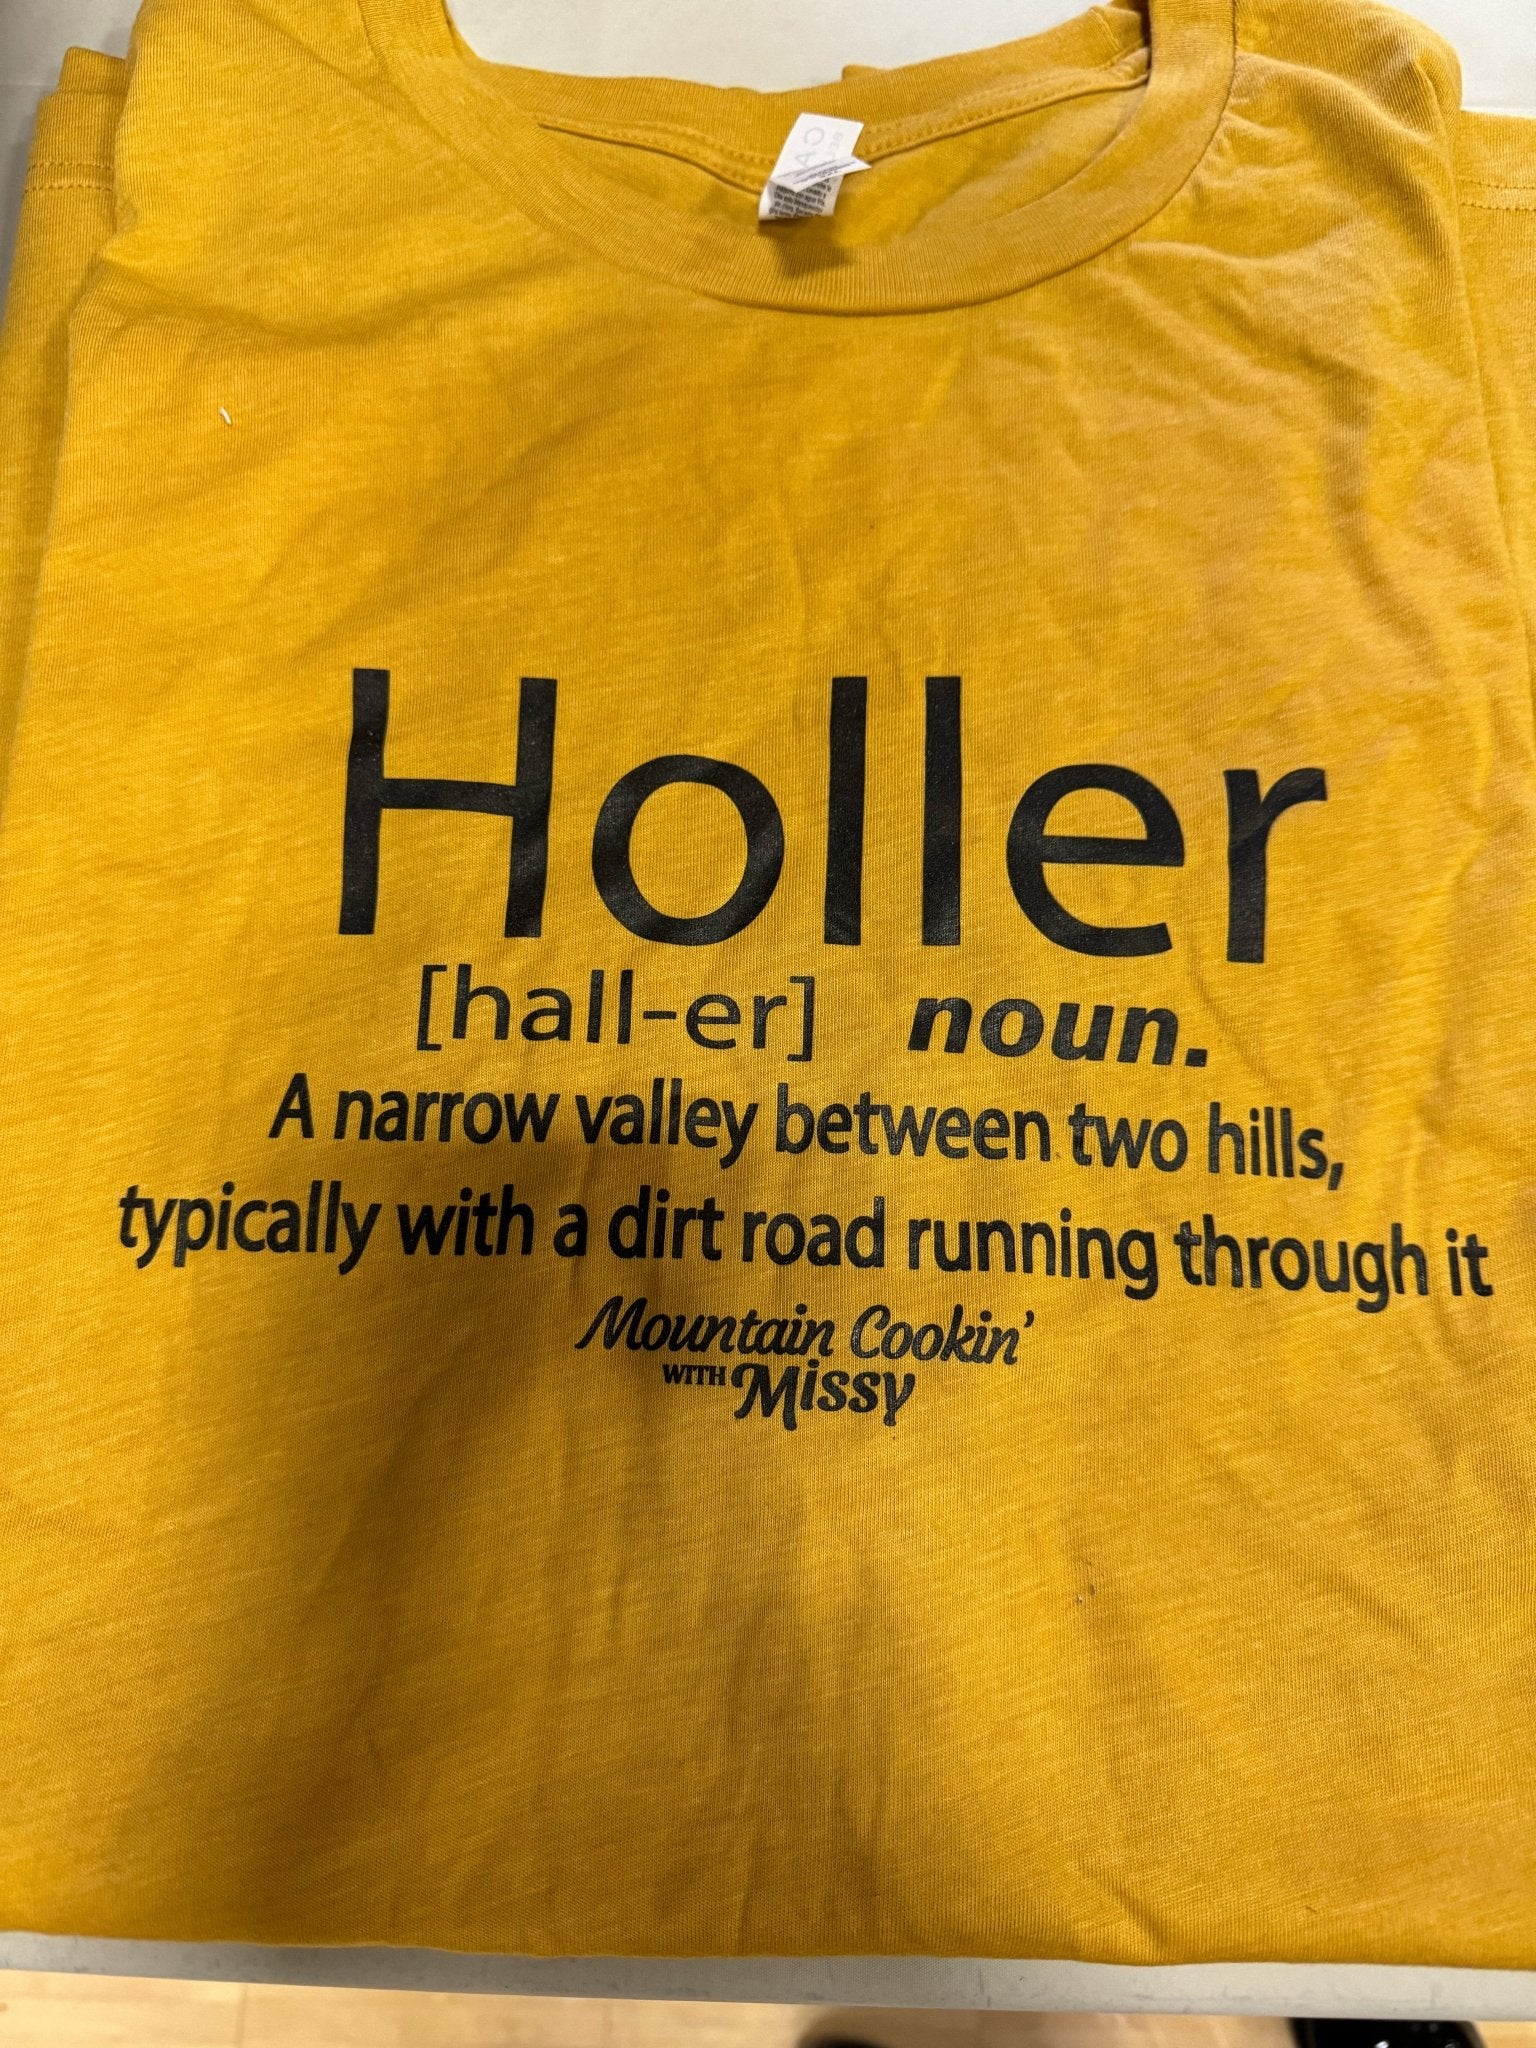 Holler
[hall-er] noun.
A narrow valley between two hills,
typically with a dirt road running through it
Mountain Cookin'
WITH Missy